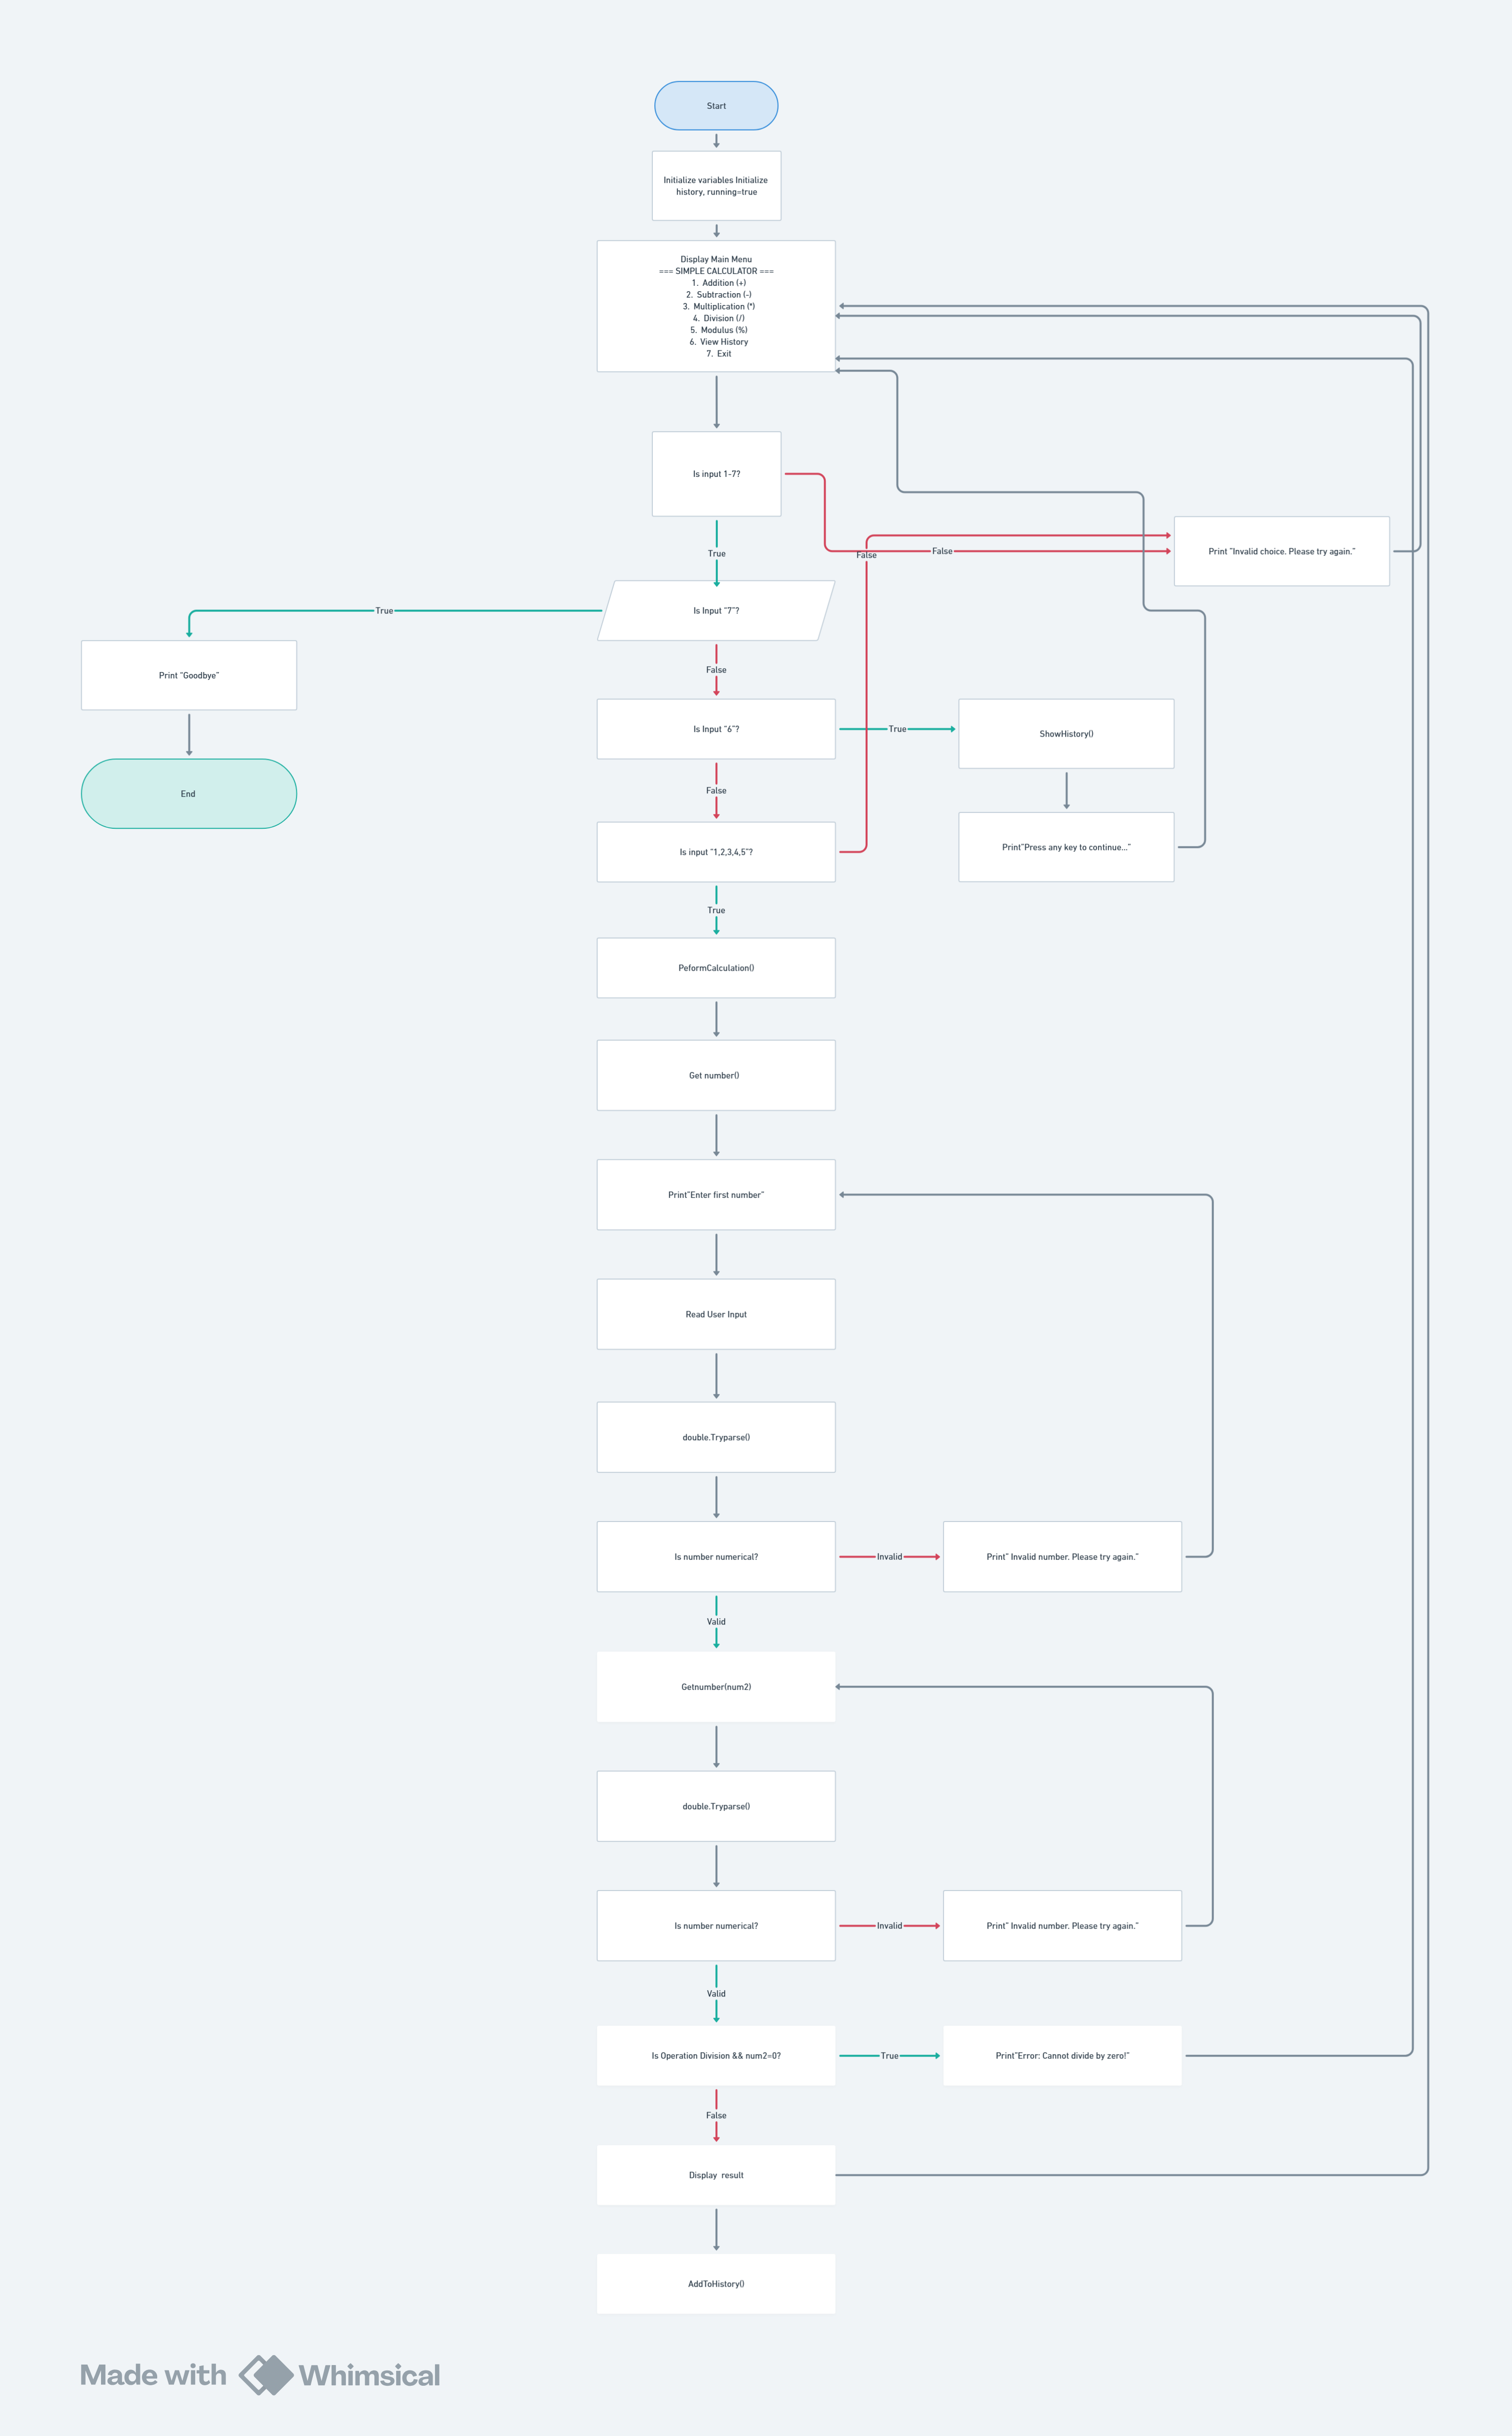 Start
Initialize variables Initialize
history, running=true
Display Main Menu
=== SIMPLE CALCULATOR ===
1. Addition (+)
2. Subtraction (-)
3. Multiplication (*)
4. Division (/)
5. Modulus (%)
6. View History
7. Exit
Is input 1-7?
True
False
False
Print "Invalid choice. Please try again."
Is Input "7"?
True
Print "Goodbye"
End
False
Is Input "6"?
True
ShowHistory()
False
Print"Press any key to continue..."
Is input "1,2,3,4,5"?
True
PeformCalculation()
Get number()
Print"Enter first number"
Read User Input
double.Tryparse()
Is number numerical?
Invalid
Print" Invalid number. Please try again."
Valid
Getnumber(num2)
double.Tryparse()
Is number numerical?
Invalid
Print" Invalid number. Please try again."
Valid
Is Operation Division && num2=0?
True
Print"Error: Cannot divide by zero!"
False
Display result
AddToHistory()
Made with Whimsical